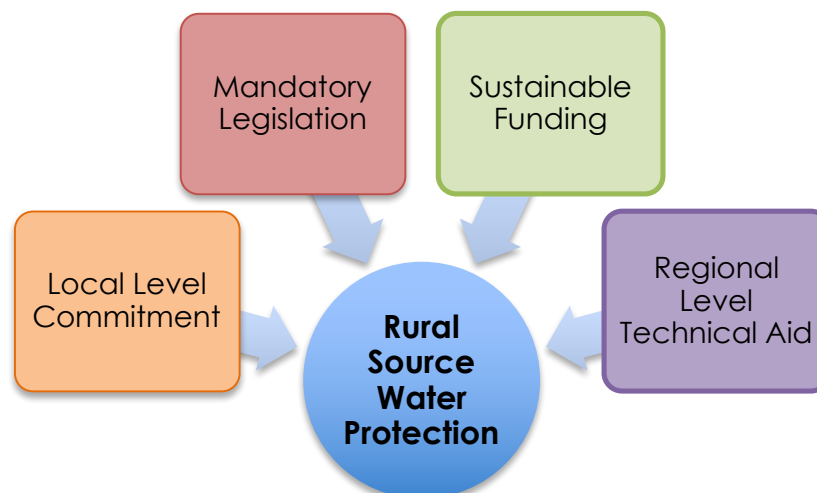 Mandatory
Legislation
Sustainable
Funding
Local Level
Commitment
Regional
Level
Technical Aid
Rural
Source
Water
Protection